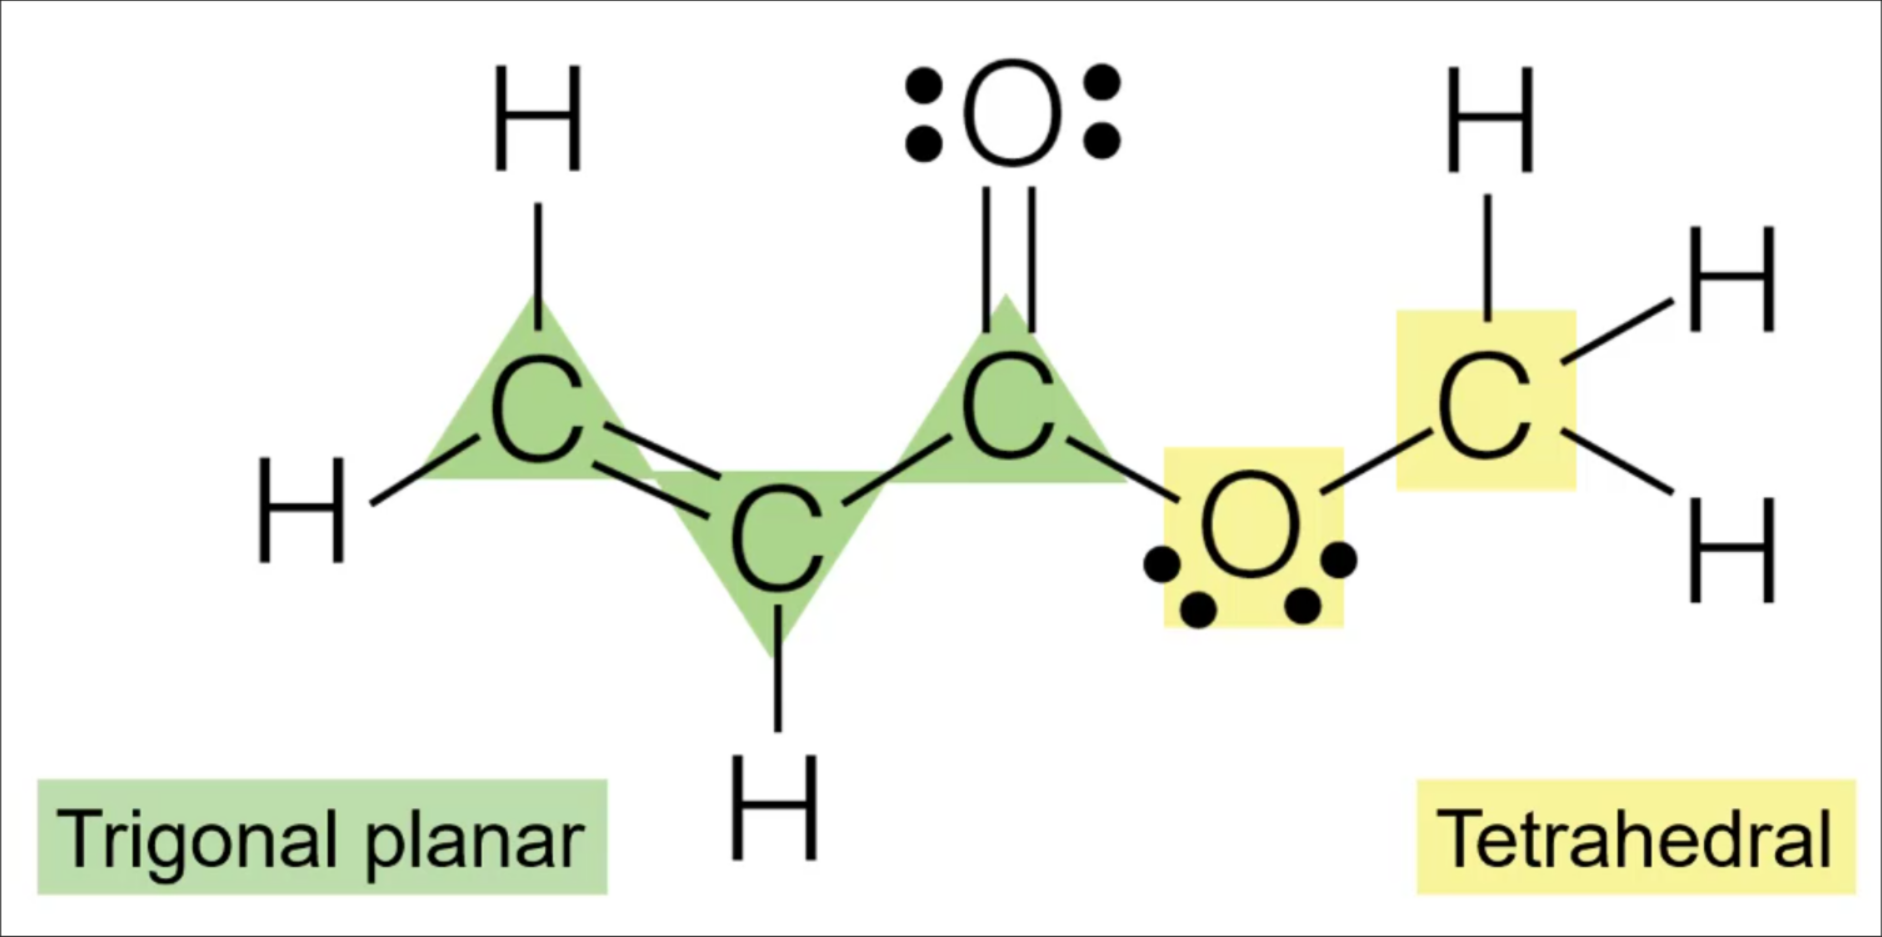 H :O: H
H
C C C
H C O
H
H
Trigonal planar Tetrahedral